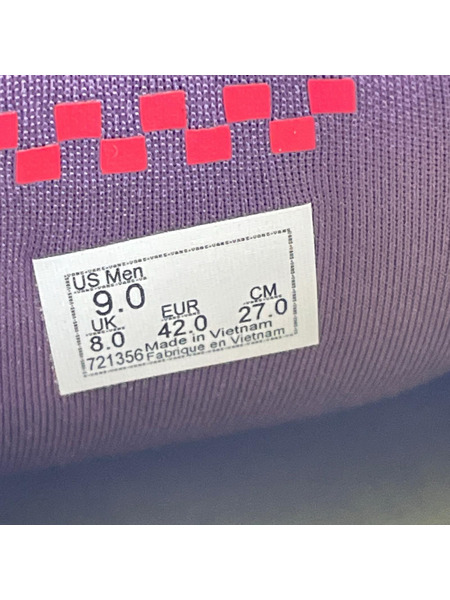 US Men
9.0
UK EUR CM
8.0 42.0 27.0
721356 Made in Vietnam
Fabriqué en Vietnam